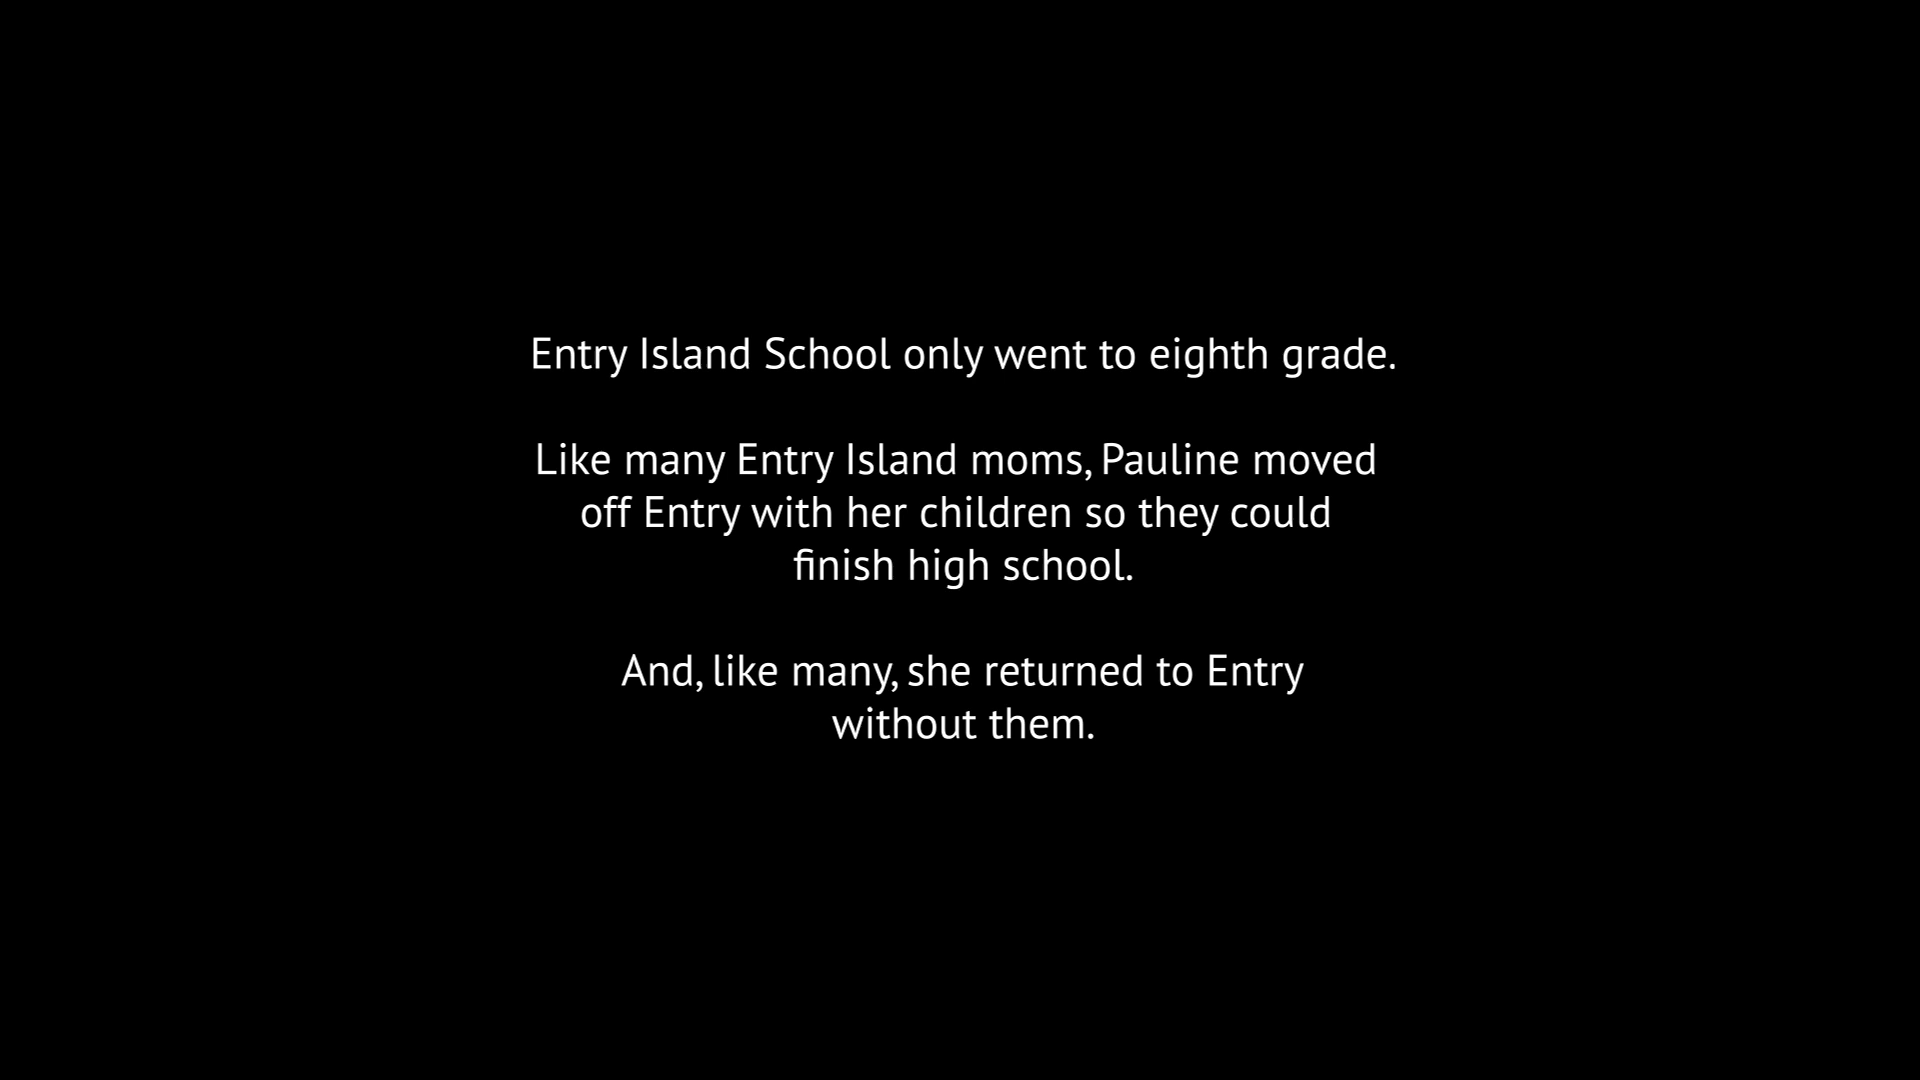 Entry Island School only went to eighth grade.
Like many Entry Island moms, Pauline moved
off Entry with her children so they could
finish high school.
And, like many, she returned to Entry
without them.